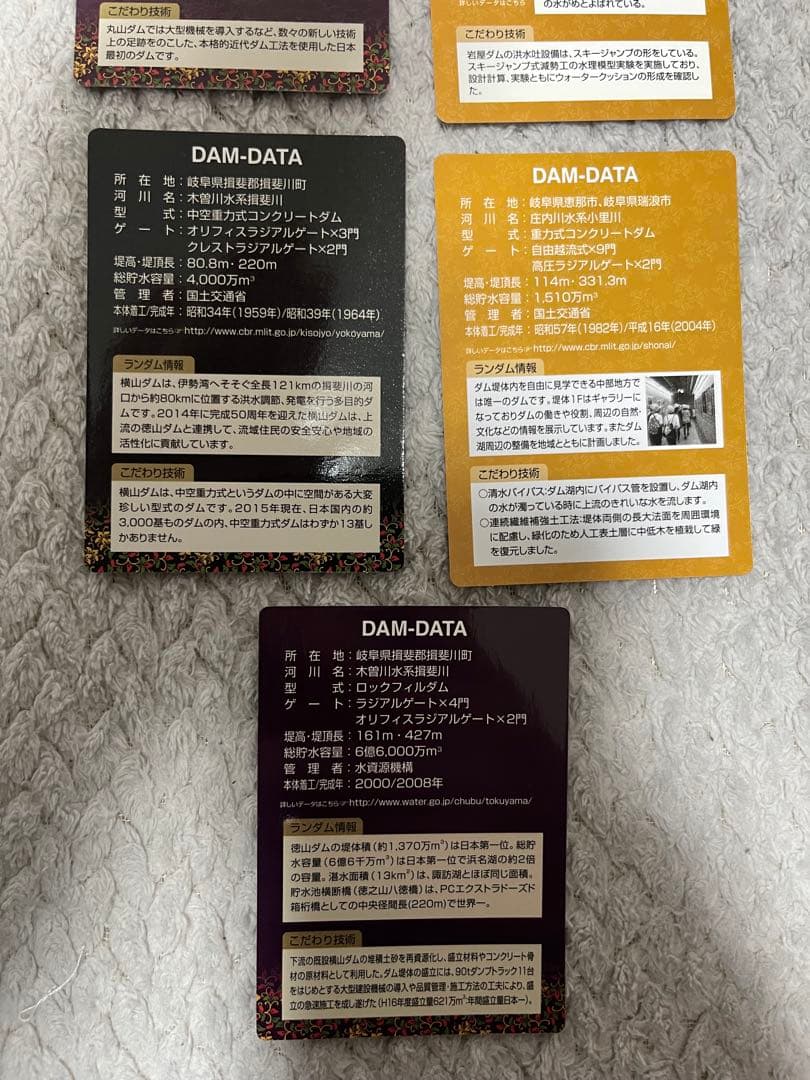 こだわり技術
丸山ダムでは大型機械を導入するなど、数々の新しい技術
上の足跡をのこした、本格的近代ダム工法を使用した日本
最初のダムです。
詳しいデータはこちら
の水がめとよばれている。
こだわり技術
岩屋ダムの洪水吐設備は、スキージャンプの形をしている。
スキージャンプ式減勢工の水理模型実験を実施しており、
設計計算、実験ともにウォータークッションの形成を確認し
た。
DAM-DATA
所在地:岐阜県揖斐郡揖斐川町
河川名:木曽川水系揖斐川
型式:中空重力式コンクリートダム
ゲート:オリフィスラジアルゲート×3門
クレストラジアルゲート×2門
堤高・堤頂長:80.8m・220m
総貯水容量:4,000万m³
管理者:国土交通省
本体着工/完成年:昭和34年(1959年)/昭和39年(1964年)
詳しいデータはこちら☞http://www.cbr.mlit.go.jp/kisojyo/yokoyama/
ランダム情報
横山ダムは、伊勢湾へそそぐ全長121kmの揖斐川の河
口から約80kmに位置する洪水調節、発電を行う多目的ダ
ムです。2014年に完成50周年を迎えた横山ダムは、上
流の徳山ダムと連携して、流域住民の安全安心や地域の
活性化に貢献しています。
こだわり技術
横山ダムは、中空重力式というダムの中に空間がある大変
珍しい型式のダムです。2015年現在、日本国内の約
3,000基ものダムの内、中空重力式ダムはわずか13基し
かありません。
DAM-DATA
所在地:岐阜県恵那市、岐阜県瑞浪市
河川名:庄内川水系小里川
型式:重力式コンクリートダム
ゲート:自由越流式×9門
高圧ラジアルゲート×2門
堤高・堤頂長:114m・331.3m
総貯水容量:1,510万m³
管理者:国土交通省
本体着工/完成年:昭和57年(1982年)/平成16年(2004年)
詳しいデータはこちら☞http://www.cbr.mlit.go.jp/shonai/
ランダム情報
ダム堤体内を自由に見学できる中部地方で
は唯一のダムです。堤体1Fはギャラリーに
なっておりダムの働きや役割、周辺の自然・
文化などの情報を展示しています。またダム
湖周辺の整備を地域とともに計画しました。
こだわり技術
○清水バイパス:ダム湖内にバイパス管を設置し、ダム湖内
の水が濁っている時に上流のきれいな水を流します。
○連続繊維補強土工法:堤体両側の長大法面を周囲環境
に配慮し、緑化のため人工表土層に中低木を植栽して緑
を復元しました。
DAM-DATA
所在地:岐阜県揖斐郡揖斐川町
河川名:木曽川水系揖斐川
型式:ロックフィルダム
ゲート:ラジアルゲート×4門
オリフィスラジアルゲート×2門
堤高・堤頂長:161m・427m
総貯水容量:6億6,000万m³
管理者:水資源機構
本体着工/完成年:2000/2008年
詳しいデータはこちら☞http://www.water.go.jp/chubu/tokuyama/
ランダム情報
徳山ダムの堤体積(約1,370万m³)は日本第一位。総貯
水容量(6億6千万m³)は日本第一位で浜名湖の約2倍
の容量。湛水面積(13km²)は、諏訪湖とほぼ同じ面積。
貯水池横断橋(徳之山八徳橋)は、PCエクストラドーズド
箱桁橋としての中央径間長(220m)で世界一。
こだわり技術
下流の既設横山ダムの堆積土砂を再資源化し、盛立材料やコンクリート骨
材の原材料として利用した。ダム堤体の盛立には、90tダンプトラック11台
をはじめとする大型建設機械の導入や品質管理・施工方法の工夫により、盛
立の急速施工を成し遂げた(H16年度盛立量621万m³:年間盛立量日本一)。